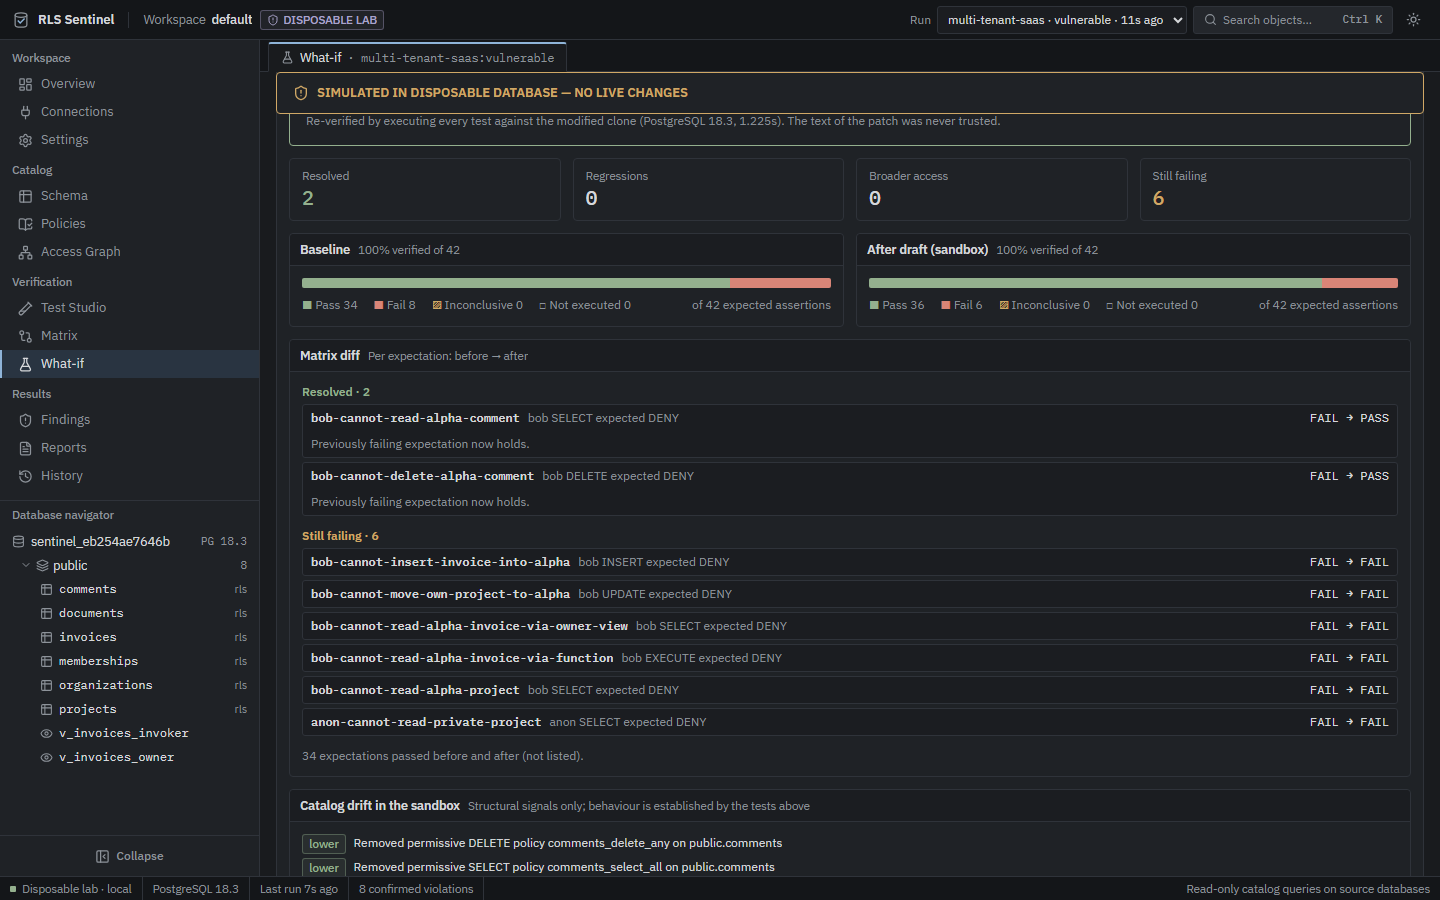 RLS Sentinel
Workspace default
DISPOSABLE LAB
Run
multi-tenant-saas · vulnerable · 11s ago
Search objects...
Ctrl K
Workspace
Overview
Connections
Settings
Catalog
Schema
Policies
Access Graph
Verification
Test Studio
Matrix
What-if
Results
Findings
Reports
History
Database navigator
sentinel_eb254ae7646b PG 18.3
public 8
comments rls
documents rls
invoices rls
memberships rls
organizations rls
projects rls
v_invoices_invoker
v_invoices_owner
Collapse
What-if · multi-tenant-saas:vulnerable
SIMULATED IN DISPOSABLE DATABASE — NO LIVE CHANGES
Re-verified by executing every test against the modified clone (PostgreSQL 18.3, 1.225s). The text of the patch was never trusted.
Resolved
2
Regressions
0
Broader access
0
Still failing
6
Baseline 100% verified of 42
Pass 34 Fail 8 Inconclusive 0 Not executed 0 of 42 expected assertions
After draft (sandbox) 100% verified of 42
Pass 36 Fail 6 Inconclusive 0 Not executed 0 of 42 expected assertions
Matrix diff Per expectation: before → after
Resolved · 2
bob-cannot-read-alpha-comment bob SELECT expected DENY FAIL → PASS
Previously failing expectation now holds.
bob-cannot-delete-alpha-comment bob DELETE expected DENY FAIL → PASS
Previously failing expectation now holds.
Still failing · 6
bob-cannot-insert-invoice-into-alpha bob INSERT expected DENY FAIL → FAIL
bob-cannot-move-own-project-to-alpha bob UPDATE expected DENY FAIL → FAIL
bob-cannot-read-alpha-invoice-via-owner-view bob SELECT expected DENY FAIL → FAIL
bob-cannot-read-alpha-invoice-via-function bob EXECUTE expected DENY FAIL → FAIL
bob-cannot-read-alpha-project bob SELECT expected DENY FAIL → FAIL
anon-cannot-read-private-project anon SELECT expected DENY FAIL → FAIL
34 expectations passed before and after (not listed).
Catalog drift in the sandbox Structural signals only; behaviour is established by the tests above
lower Removed permissive DELETE policy comments_delete_any on public.comments
lower Removed permissive SELECT policy comments_select_all on public.comments
Disposable lab · local
PostgreSQL 18.3
Last run 7s ago
8 confirmed violations
Read-only catalog queries on source databases